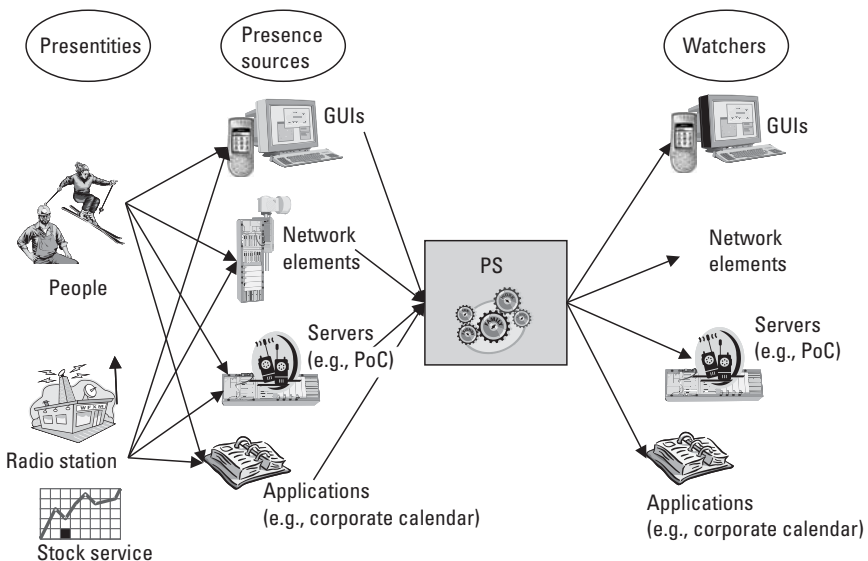 Presentities
Presence
sources
Watchers
GUIs
GUIs
Network
elements
Network
elements
PS
People
Servers
(e.g., PoC)
Servers
(e.g., PoC)
Radio station
Applications
(e.g., corporate calendar)
Applications
(e.g., corporate calendar)
Stock service